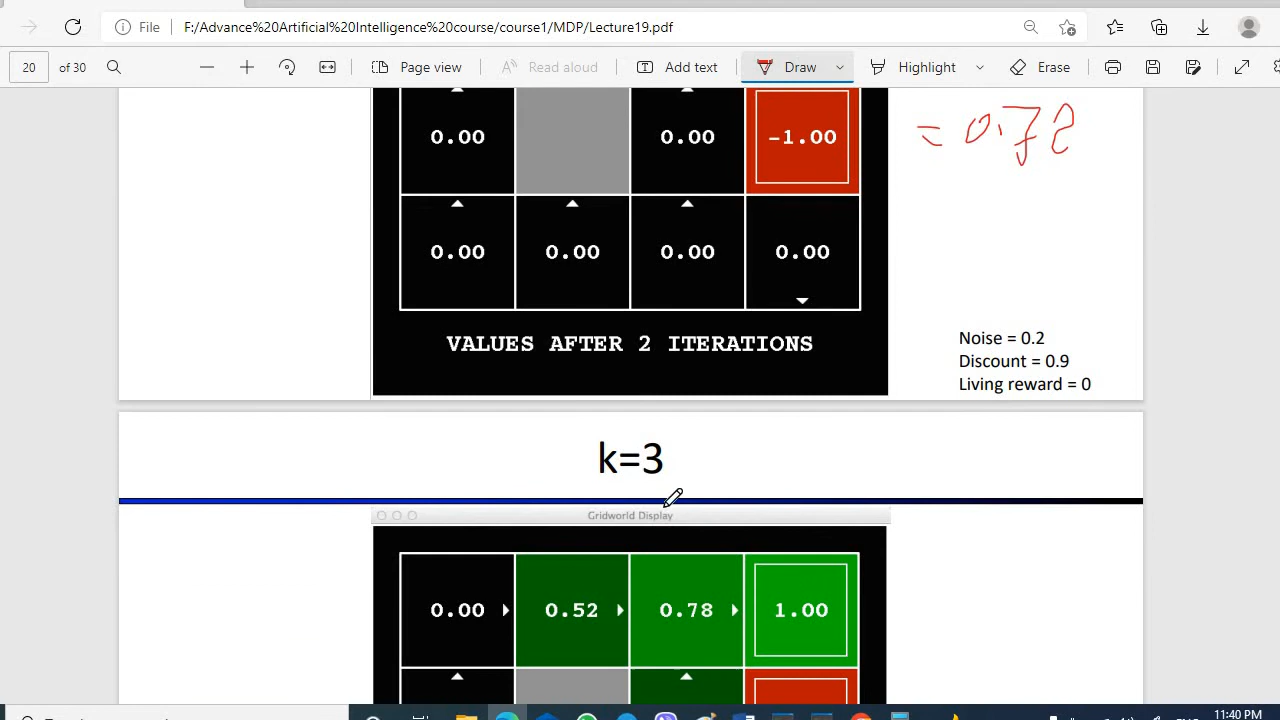 File F:/Advance%20Artificial%20Intelligence%20course/course1/MDP/Lecture19.pdf
20 of 30 Page view Read aloud Add text Draw Highlight Erase
0.00 0.00 -1.00
= 0.72
0.00 0.00 0.00 0.00
VALUES AFTER 2 ITERATIONS
Noise = 0.2
Discount = 0.9
Living reward = 0
k=3
Gridworld Display
0.00 0.52 0.78 1.00
11:40 PM